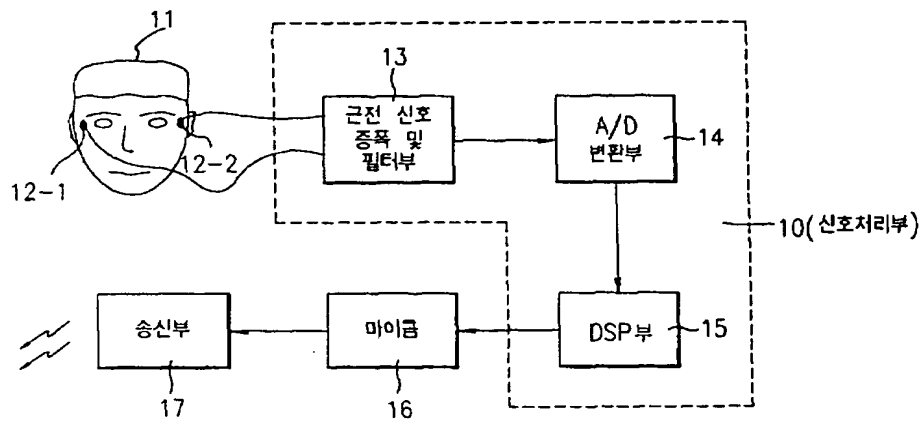 11
13
근전 신호
증폭 및
필터부
A/D
변환부
14
12-1
12-2
10(신호처리부)
송신부
마이콤
DSP부
15
17
16